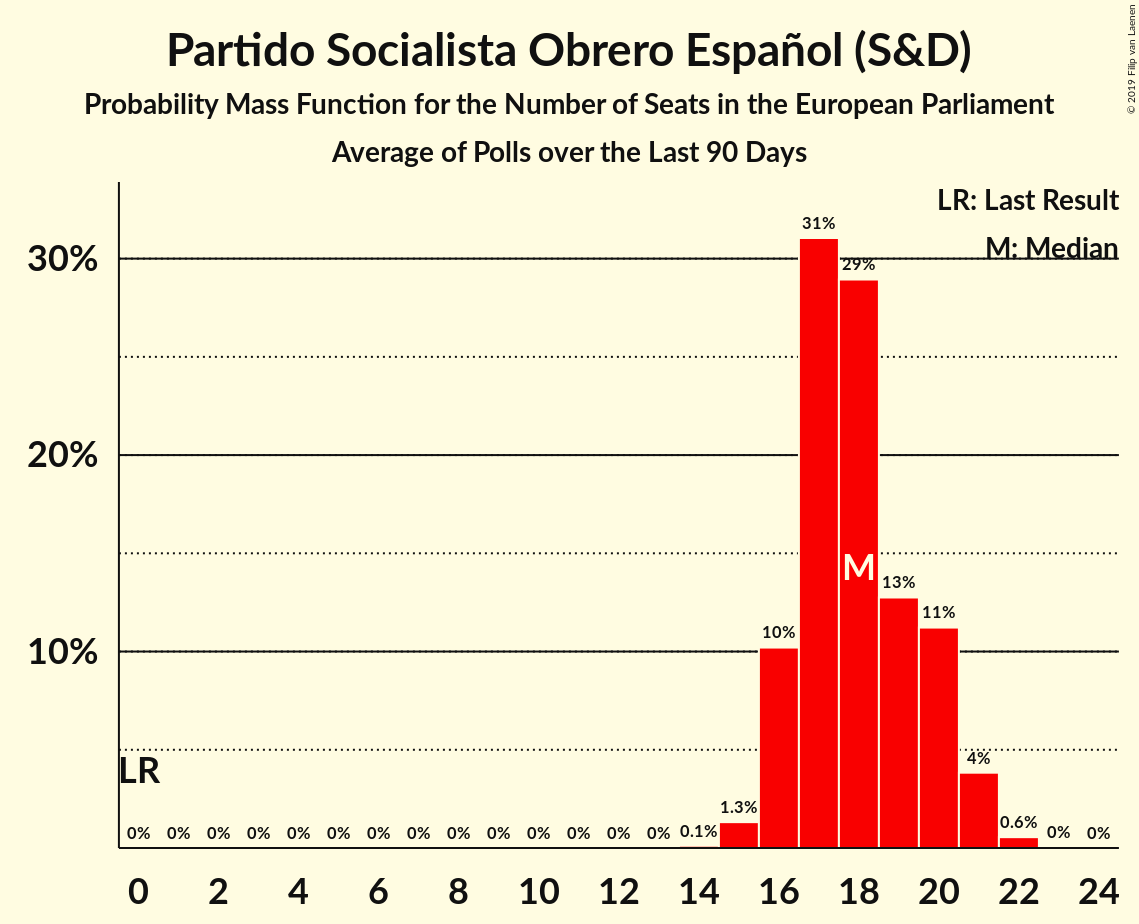 Partido Socialista Obrero Español (S&D)
Probability Mass Function for the Number of Seats in the European Parliament
Average of Polls over the Last 90 Days
© 2019 Filip van Laenen
LR: Last Result
M: Median
31%
30%
29%
20%
M
13%
11%
10%
10%
LR
4%
1.3%
0.6%
0% 0% 0% 0% 0% 0% 0% 0% 0% 0% 0% 0% 0% 0% 0.1% 0% 0%
0 2 4 6 8 10 12 14 16 18 20 22 24